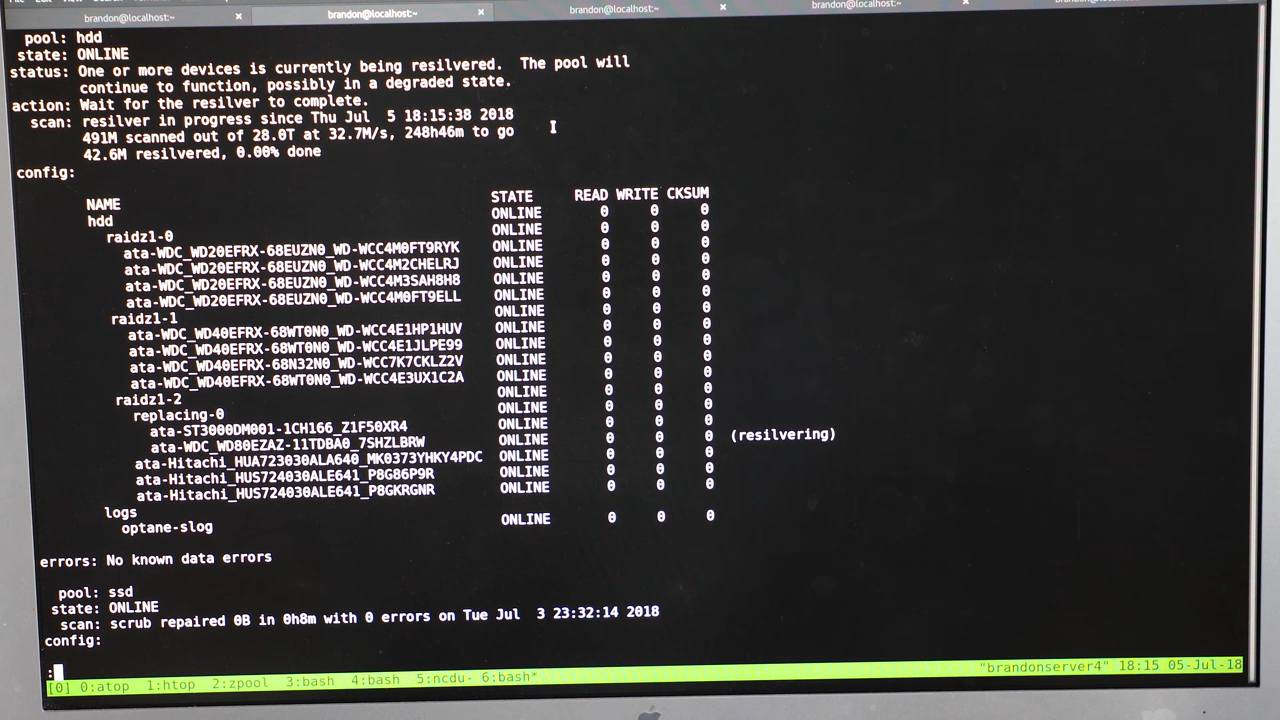 brandon@localhost:~ × brandon@localhost:~ × brandon@localhost:~ × brandon@localhost:~ ×
pool: hdd
state: ONLINE
status: One or more devices is currently being resilvered.  The pool will
continue to function, possibly in a degraded state.
action: Wait for the resilver to complete.
scan: resilver in progress since Thu Jul  5 18:15:38 2018
491M scanned out of 28.0T at 32.7M/s, 248h46m to go
42.6M resilvered, 0.00% done
config:
NAME STATE READ WRITE CKSUM
hdd ONLINE 0 0 0
raidz1-0 ONLINE 0 0 0
ata-WDC_WD20EFRX-68EUZN0_WD-WCC4M0FT9RYK ONLINE 0 0 0
ata-WDC_WD20EFRX-68EUZN0_WD-WCC4M2CHELRJ ONLINE 0 0 0
ata-WDC_WD20EFRX-68EUZN0_WD-WCC4M3SAH8H8 ONLINE 0 0 0
ata-WDC_WD20EFRX-68EUZN0_WD-WCC4M0FT9ELL ONLINE 0 0 0
raidz1-1 ONLINE 0 0 0
ata-WDC_WD40EFRX-68WT0N0_WD-WCC4E1HP1HUV ONLINE 0 0 0
ata-WDC_WD40EFRX-68WT0N0_WD-WCC4E1JLPE99 ONLINE 0 0 0
ata-WDC_WD40EFRX-68N32N0_WD-WCC7K7CKLZ2V ONLINE 0 0 0
ata-WDC_WD40EFRX-68WT0N0_WD-WCC4E3UX1C2A ONLINE 0 0 0
raidz1-2 ONLINE 0 0 0
replacing-0 ONLINE 0 0 0
ata-ST3000DM001-1CH166_Z1F50XR4 ONLINE 0 0 0
ata-WDC_WD80EZAZ-11TDBA0_7SHZLBRW ONLINE 0 0 0 (resilvering)
ata-Hitachi_HUA723030ALA640_MK0373YHKY4PDC ONLINE 0 0 0
ata-Hitachi_HUS724030ALE641_P8G86P9R ONLINE 0 0 0
ata-Hitachi_HUS724030ALE641_P8GKRGNR ONLINE 0 0 0
logs
optane-slog ONLINE 0 0 0
errors: No known data errors
pool: ssd
state: ONLINE
scan: scrub repaired 0B in 0h8m with 0 errors on Tue Jul  3 23:32:14 2018
config:
:
[0] 0:atop  1:htop  2:zpool  3:bash  4:bash  5:ncdu- 6:bash* "brandonserver4" 18:15 05-Jul-18